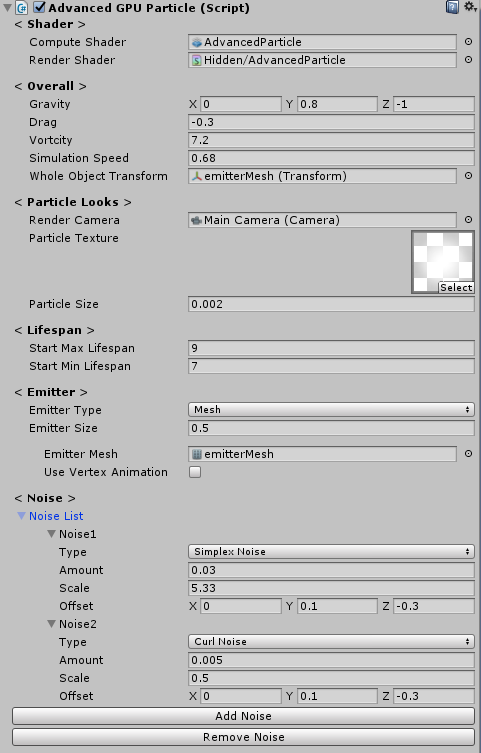 Advanced GPU Particle (Script)
< Shader >
Compute Shader AdvancedParticle
Render Shader Hidden/AdvancedParticle
< Overall >
Gravity X 0 Y 0.8 Z -1
Drag -0.3
Vortcity 7.2
Simulation Speed 0.68
Whole Object Transform emitterMesh (Transform)
< Particle Looks >
Render Camera Main Camera (Camera)
Particle Texture
Select
Particle Size 0.002
< Lifespan >
Start Max Lifespan 9
Start Min Lifespan 7
< Emitter >
Emitter Type Mesh
Emitter Size 0.5
Emitter Mesh emitterMesh
Use Vertex Animation
< Noise >
Noise List
Noise1
Type Simplex Noise
Amount 0.03
Scale 5.33
Offset X 0 Y 0.1 Z -0.3
Noise2
Type Curl Noise
Amount 0.005
Scale 0.5
Offset X 0 Y 0.1 Z -0.3
Add Noise
Remove Noise